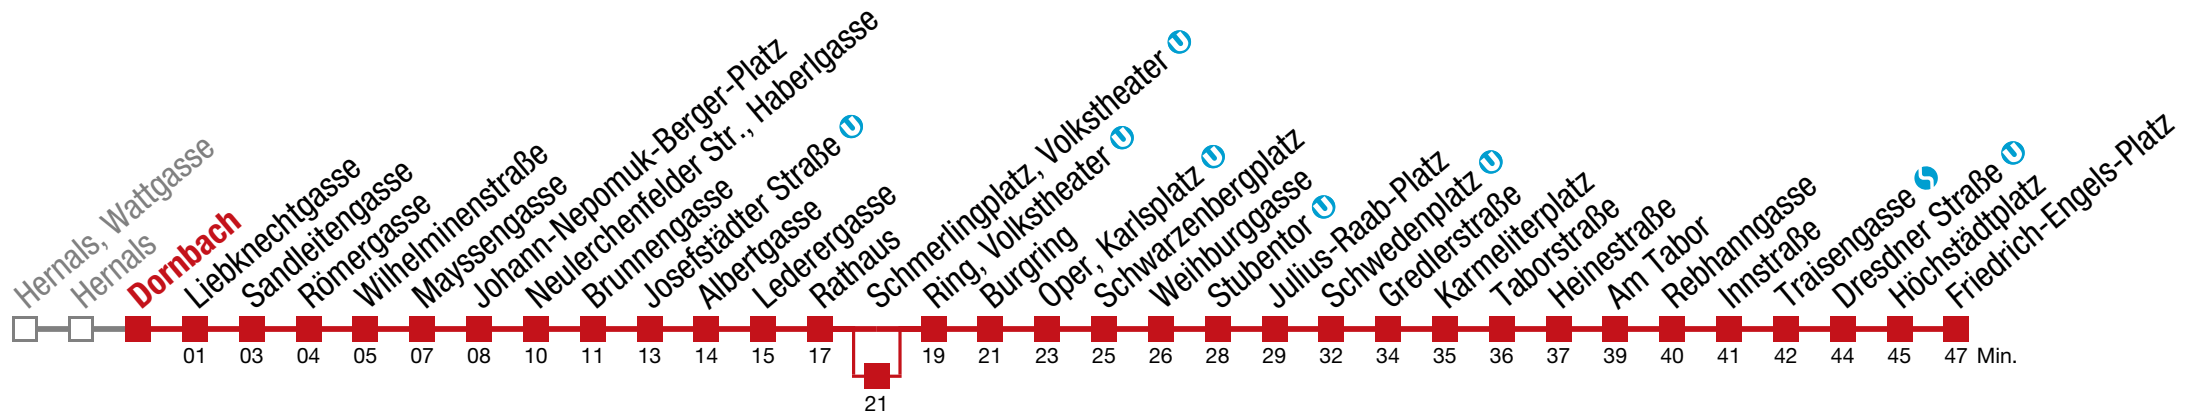 Hernals, Wattgasse
Hernals
Dornbach
Liebknechtgasse
Sandleitengasse
Römergasse
Wilhelminenstraße
Mayssengasse
Johann-Nepomuk-Berger-Platz
Neulerchenfelder Str., Haberlgasse
Brunnengasse
Josefstädter Straße U
Albertgasse
Lederergasse
Rathaus
Schmerlingplatz, Volkstheater U
Ring, Volkstheater U
Burgring
Oper, Karlsplatz U
Schwarzenbergplatz
Weihburggasse
Stubentor U
Julius-Raab-Platz
Schwedenplatz U
Gredlerstraße
Karmeliterplatz
Taborstraße
Heinestraße
Am Tabor
Rebhanngasse
Innstraße
Traisengasse S
Dresdner Straße U
Höchstädtplatz
Friedrich-Engels-Platz
01 03 04 05 07 08 10 11 13 14 15 17 19 21 23 25 26 28 29 32 34 35 36 37 39 40 41 42 44 45 47 Min.
21